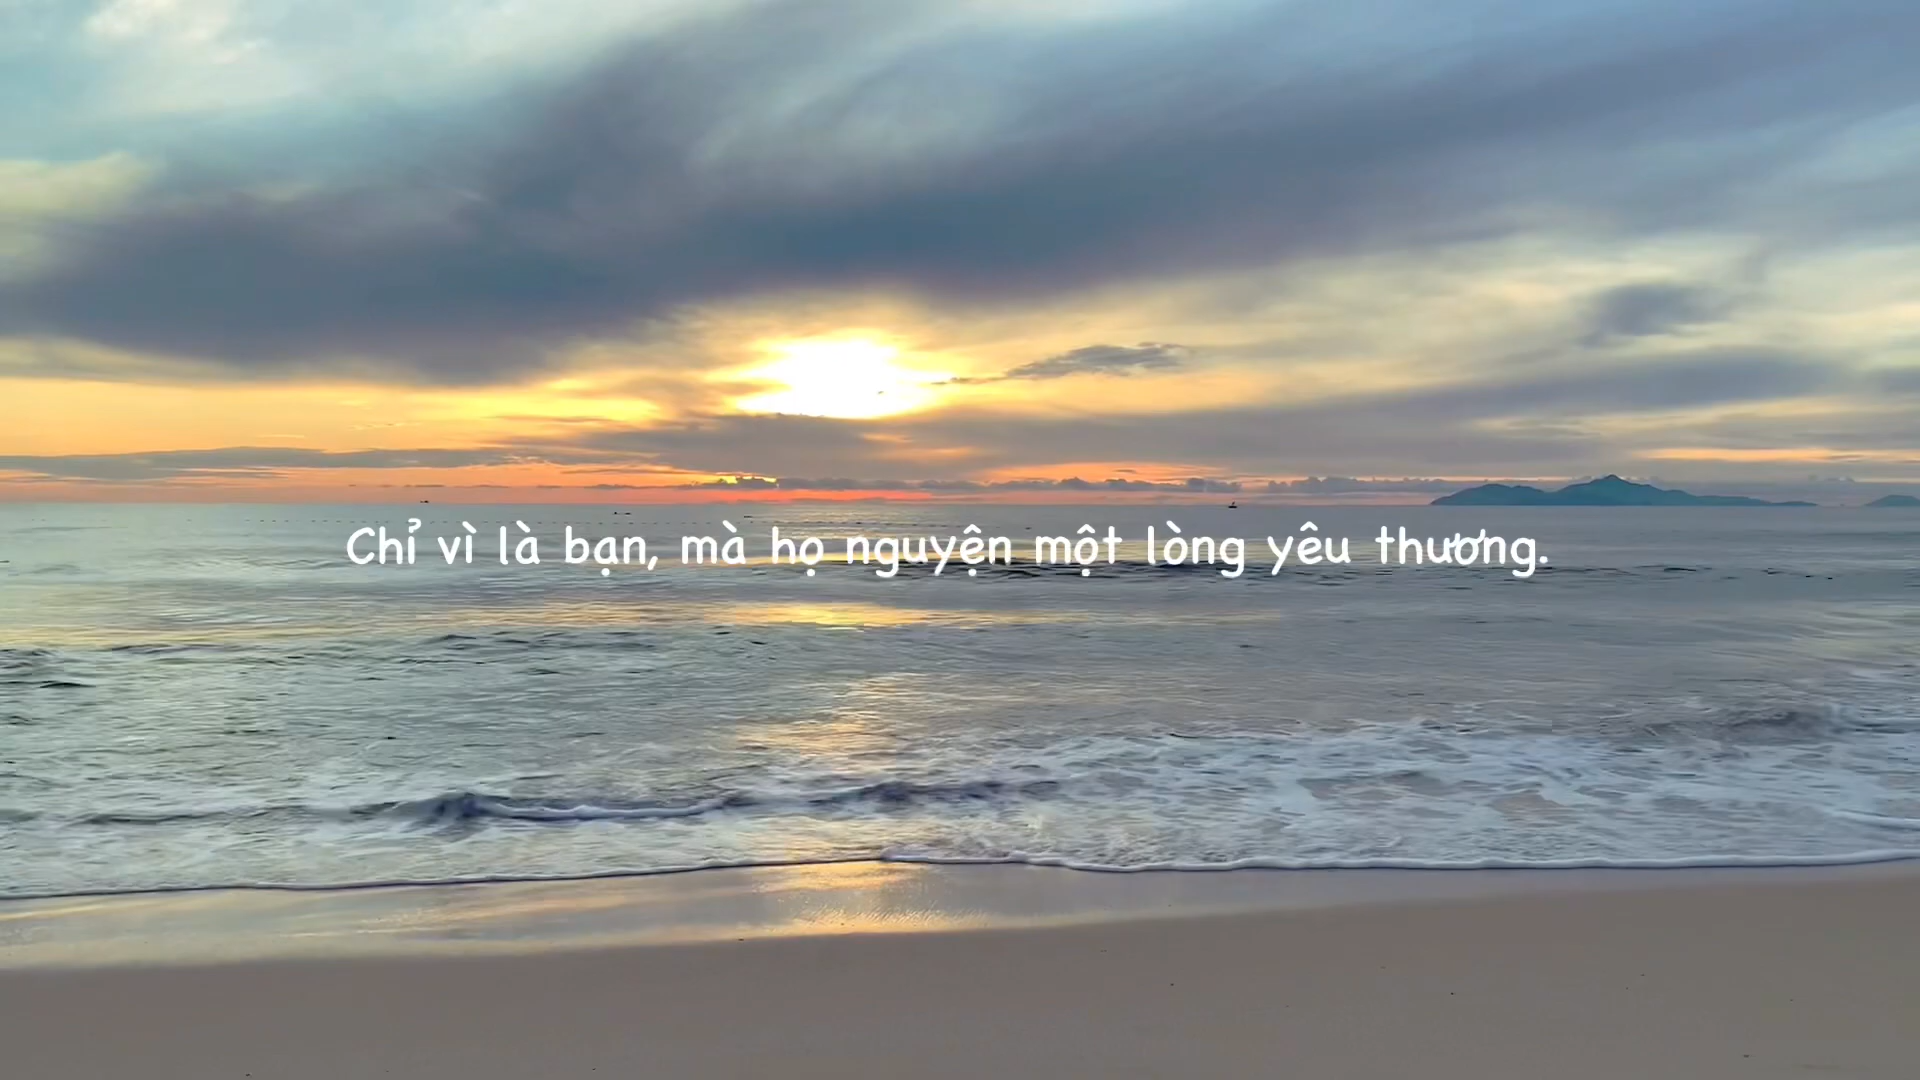 Chỉ vì là bạn, mà họ nguyện một lòng yêu thương.